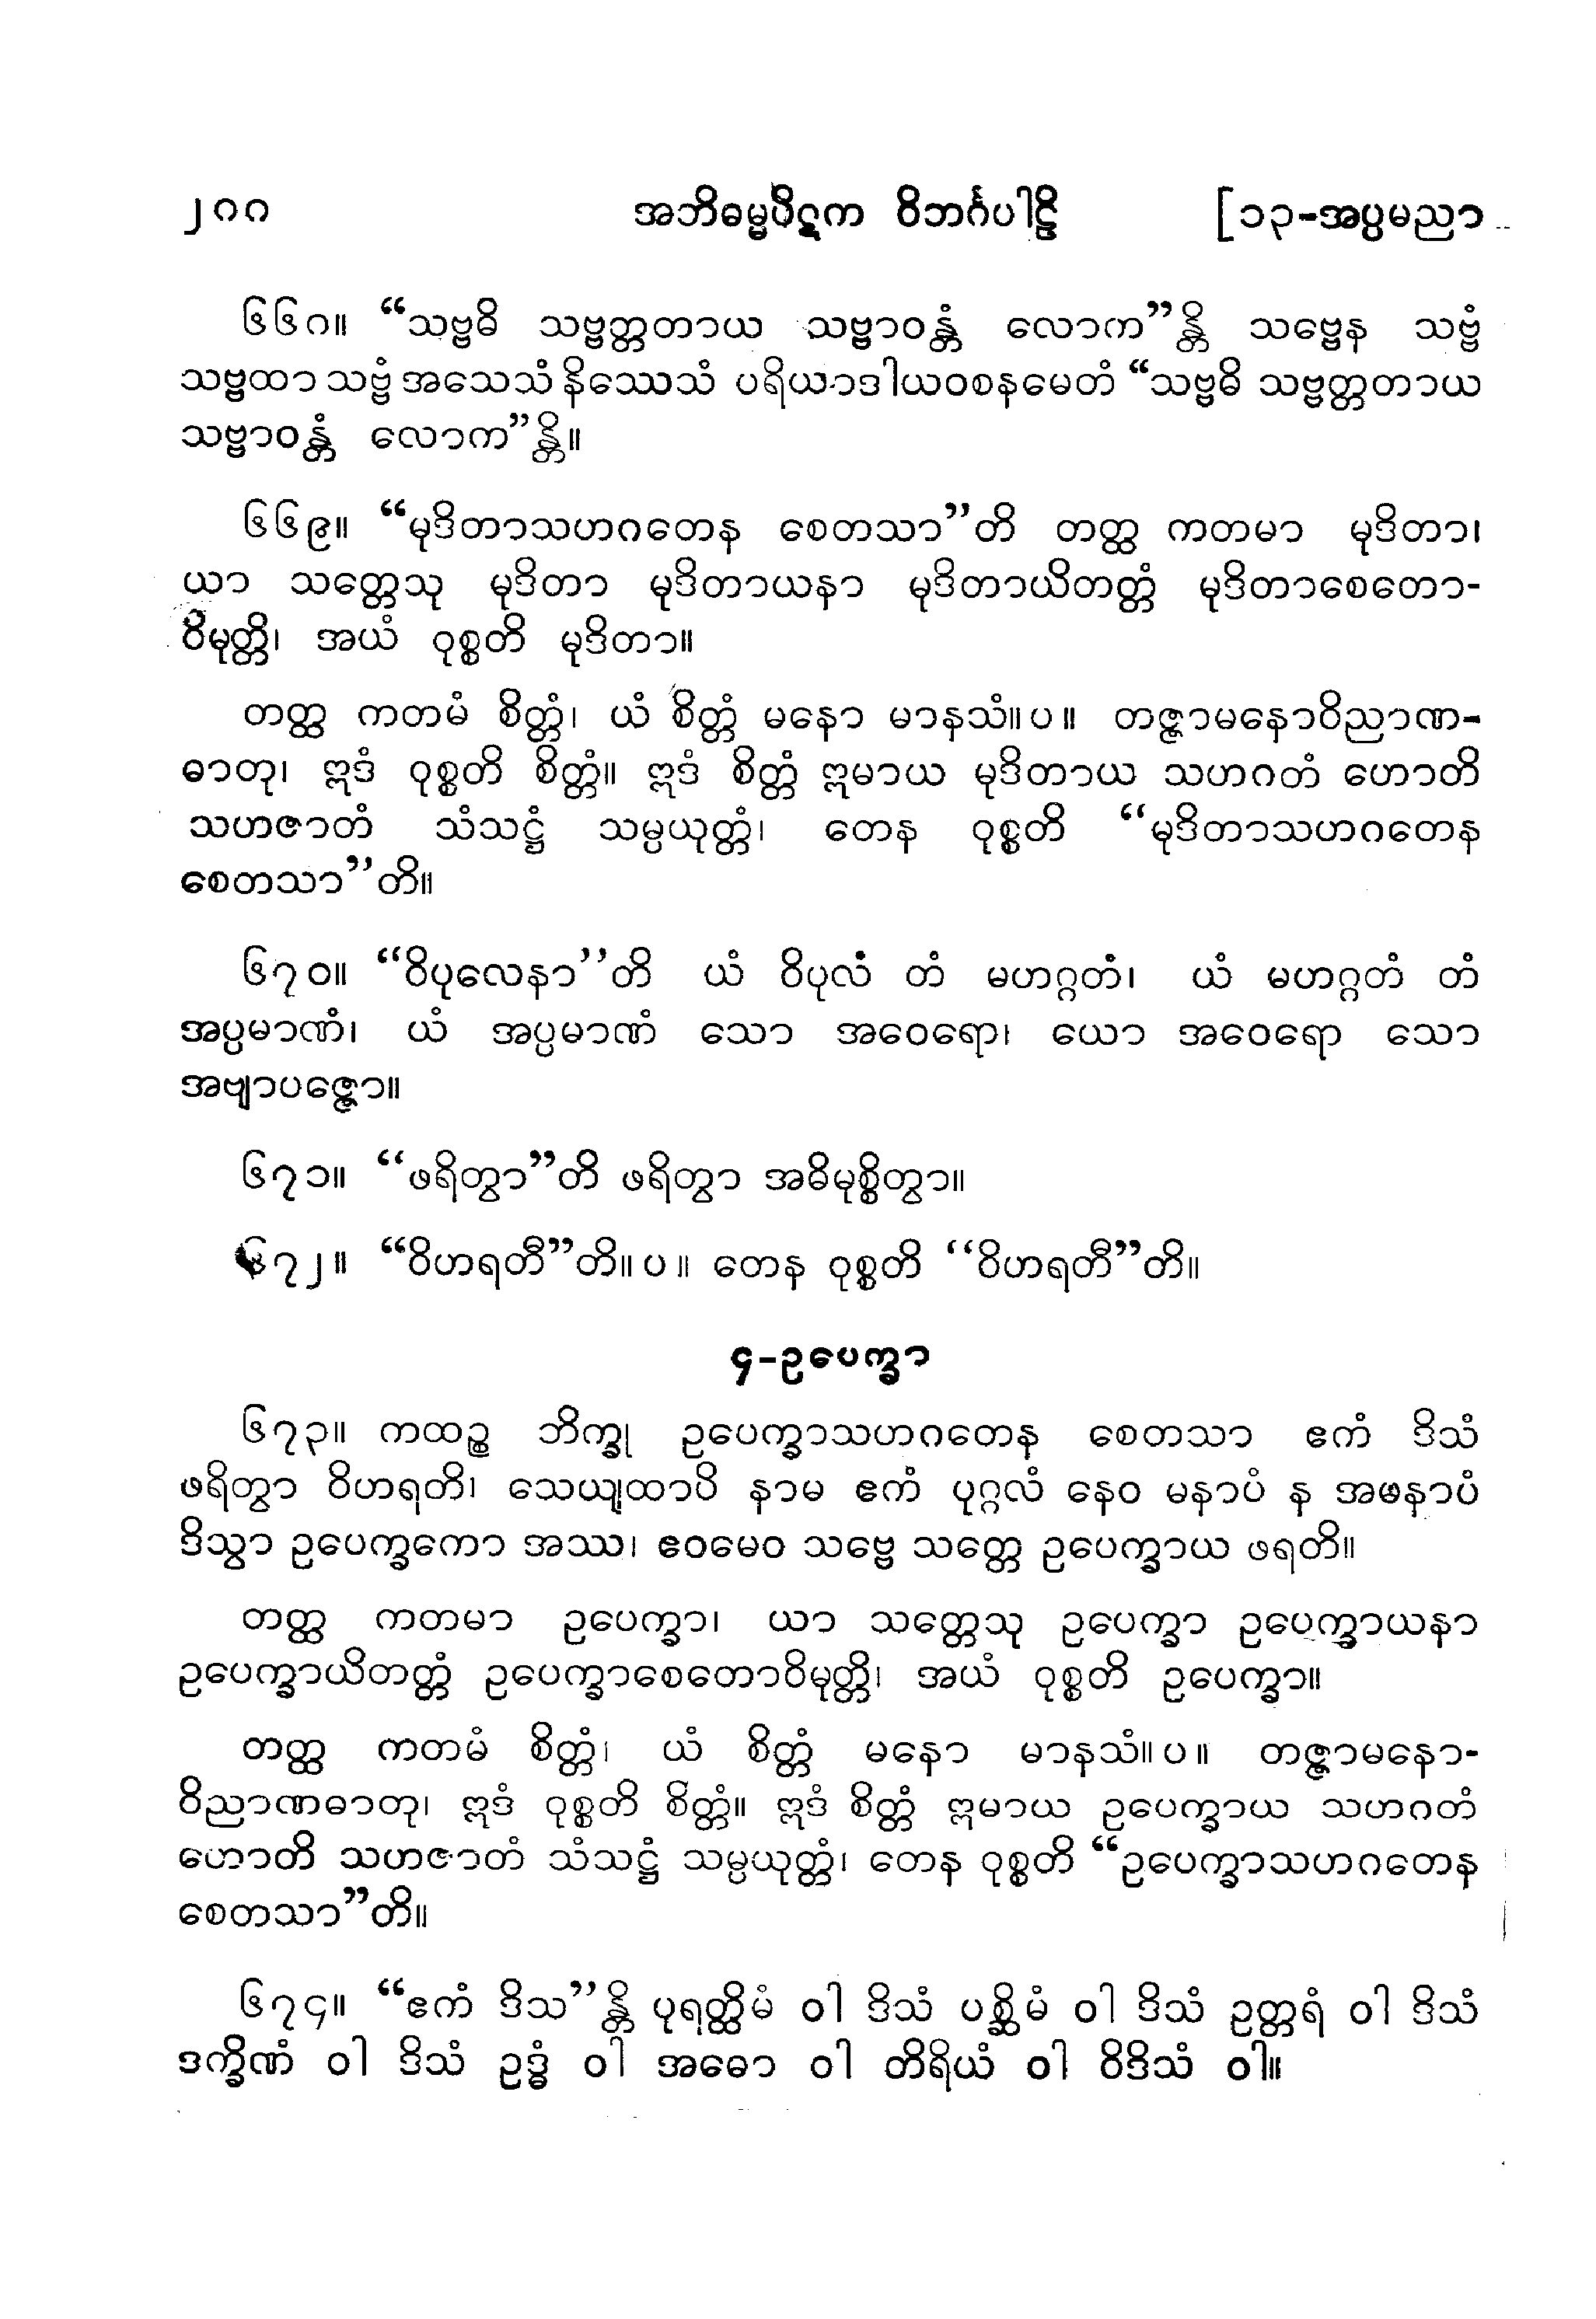 ၂၈၈ အဘိဓမ္မပိဋက ဝိဘင်္ဂပါဠိ [၁၃-အပ္ပမညာ
၆၆၈။ “သဗ္ဗဓိ သဗ္ဗတ္တတာယ သဗ္ဗာဝန္တံ လောက”န္တိ သဗ္ဗေန သဗ္ဗံ
သဗ္ဗထာ သဗ္ဗံ အသေသံ နိဿေသံ ပရိယာဒါယဝစနမေတံ “သဗ္ဗဓိ သဗ္ဗတ္တတာယ
သဗ္ဗာဝန္တံ လောက”န္တိ။
၆၆၉။ “မုဒိတာသဟဂတေန စေတသာ”တိ တတ္ထ ကတမာ မုဒိတာ၊
ယာ သတ္တေသု မုဒိတာ မုဒိတာယနာ မုဒိတာယိတတ္တံ မုဒိတာစေတော-
ဝိမုတ္တိ၊ အယံ ဝုစ္စတိ မုဒိတာ။
တတ္ထ ကတမံ စိတ္တံ၊ ယံ စိတ္တံ မနော မာနသံ။ပ။ တဇ္ဇာမနောဝိညာဏ-
ဓာတု၊ ဣဒံ ဝုစ္စတိ စိတ္တံ။ ဣဒံ စိတ္တံ ဣမာယ မုဒိတာယ သဟဂတံ ဟောတိ
သဟဇာတံ သံသဋ္ဌံ သမ္ပယုတ္တံ၊ တေန ဝုစ္စတိ “မုဒိတာသဟဂတေန
စေတသာ”တိ။
၆၇၀။ “ဝိပုလေနာ”တိ ယံ ဝိပုလံ တံ မဟဂ္ဂတံ၊ ယံ မဟဂ္ဂတံ တံ
အပ္ပမာဏံ၊ ယံ အပ္ပမာဏံ သော အဝေရော၊ ယော အဝေရော သော
အဗျာပဇ္ဇော။
၆၇၁။ “ဖရိတွာ”တိ ဖရိတွာ အဓိမုစ္စိတွာ။
၆၇၂။ “ဝိဟရတီ”တိ။ပ။ တေန ဝုစ္စတိ “ဝိဟရတီ”တိ။
၄-ဥပေက္ခာ
၆၇၃။ ကထဉ္စ ဘိက္ခု ဥပေက္ခာသဟဂတေန စေတသာ ဧကံ ဒိသံ
ဖရိတွာ ဝိဟရတိ၊ သေယျထာပိ နာမ ဧကံ ပုဂ္ဂလံ နေဝ မနာပံ န အမနာပံ
ဒိသွာ ဥပေက္ခကော အဿ၊ ဧဝမေဝ သဗ္ဗေ သတ္တေ ဥပေက္ခာယ ဖရတိ။
တတ္ထ ကတမာ ဥပေက္ခာ၊ ယာ သတ္တေသု ဥပေက္ခာ ဥပေက္ခာယနာ
ဥပေက္ခာယိတတ္တံ ဥပေက္ခာစေတောဝိမုတ္တိ၊ အယံ ဝုစ္စတိ ဥပေက္ခာ။
တတ္ထ ကတမံ စိတ္တံ၊ ယံ စိတ္တံ မနော မာနသံ။ပ။ တဇ္ဇာမနော-
ဝိညာဏဓာတု၊ ဣဒံ ဝုစ္စတိ စိတ္တံ။ ဣဒံ စိတ္တံ ဣမာယ ဥပေက္ခာယ သဟဂတံ
ဟောတိ သဟဇာတံ သံသဋ္ဌံ သမ္ပယုတ္တံ၊ တေန ဝုစ္စတိ “ဥပေက္ခာသဟဂတေန
စေတသာ”တိ။
၆၇၄။ “ဧကံ ဒိသ”န္တိ ပုရတ္ထိမံ ဝါ ဒိသံ ပစ္ဆိမံ ဝါ ဒိသံ ဥတ္တရံ ဝါ ဒိသံ
ဒက္ခိဏံ ဝါ ဒိသံ ဥဒ္ဓံ ဝါ အဓော ဝါ တိရိယံ ဝါ ဝိဒိသံ ဝါ။